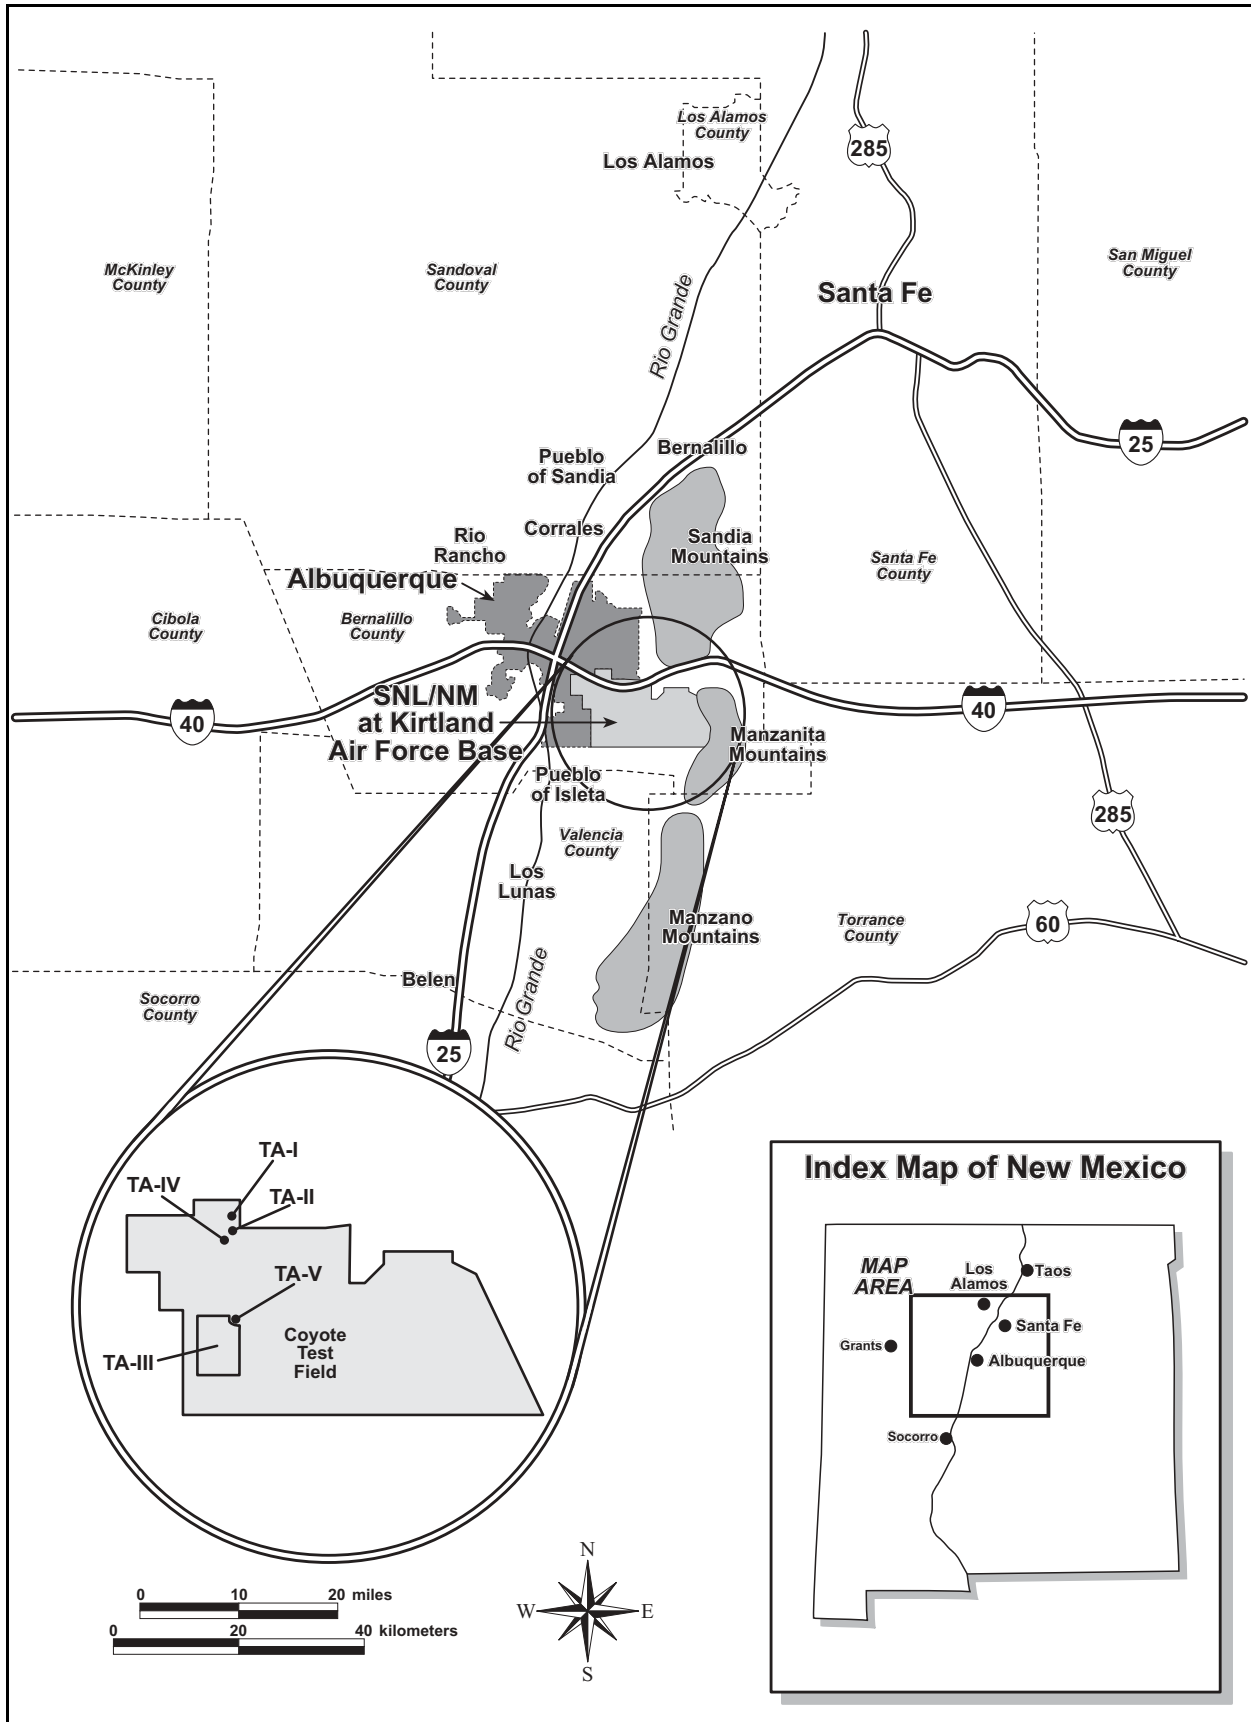 Los Alamos
County
Los Alamos
285
McKinley
County
Sandoval
County
San Miguel
County
Rio Grande
Santa Fe
25
Bernalillo
Pueblo
of Sandia
Corrales
Rio
Rancho
Sandia
Mountains
Santa Fe
County
Albuquerque
Cibola
County
Bernalillo
County
SNL/NM
at Kirtland
Air Force Base
40
40
Manzanita
Mountains
Pueblo
of Isleta
285
Valencia
County
Los
Lunas
Manzano
Mountains
Torrance
County
60
Belen
Rio Grande
Socorro
County
25
TA-I
TA-IV
TA-II
TA-V
Coyote
Test
Field
TA-III
Index Map of New Mexico
MAP
AREA
Los
Alamos
Taos
Santa Fe
Grants
Albuquerque
Socorro
N
W
E
S
0 10 20 miles
0 20 40 kilometers